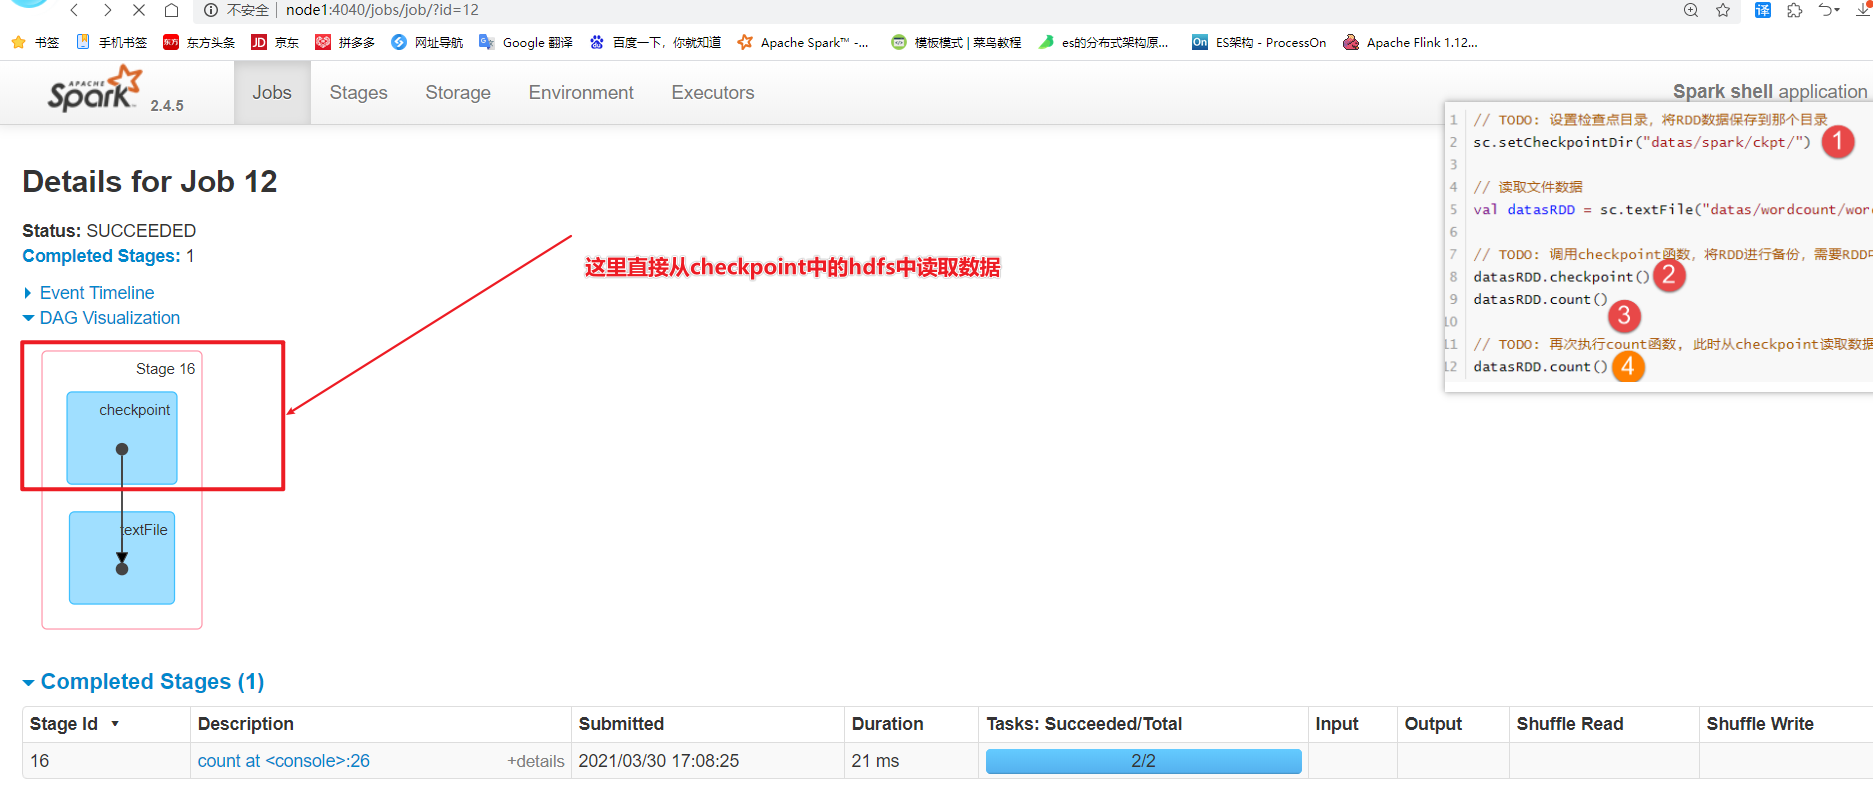 不安全 node1:4040/jobs/job/?id=12
书签 手机书签 东方 东方头条 JD 京东 拼多多 网址导航 Google 翻译 百度一下，你就知道 Apache Spark™ -... 模板模式 | 菜鸟教程 es的分布式架构原... On ES架构 - ProcessOn Apache Flink 1.12...
译
APACHE Spark 2.4.5 Jobs Stages Storage Environment Executors Spark shell application
1 // TODO: 设置检查点目录，将RDD数据保存到那个目录
2 sc.setCheckpointDir("datas/spark/ckpt/") 1
3
4 // 读取文件数据
5 val datasRDD = sc.textFile("datas/wordcount/wor
6
7 // TODO: 调用checkpoint函数，将RDD进行备份，需要RDD中
8 datasRDD.checkpoint() 2
9 datasRDD.count()
10 3
11 // TODO: 再次执行count函数, 此时从checkpoint读取数据
12 datasRDD.count() 4
Details for Job 12
Status: SUCCEEDED
Completed Stages: 1
这里直接从checkpoint中的hdfs中读取数据
Event Timeline
DAG Visualization
Stage 16
checkpoint
textFile
Completed Stages (1)
Stage Id Description Submitted Duration Tasks: Succeeded/Total Input Output Shuffle Read Shuffle Write
16 count at <console>:26 +details 2021/03/30 17:08:25 21 ms 2/2